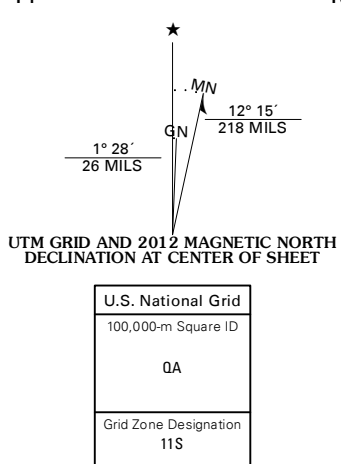 ★
MN
GN
12° 15´
218 MILS
1° 28´
26 MILS
UTM GRID AND 2012 MAGNETIC NORTH
DECLINATION AT CENTER OF SHEET
U.S. National Grid
100,000-m Square ID
QA
Grid Zone Designation
11S